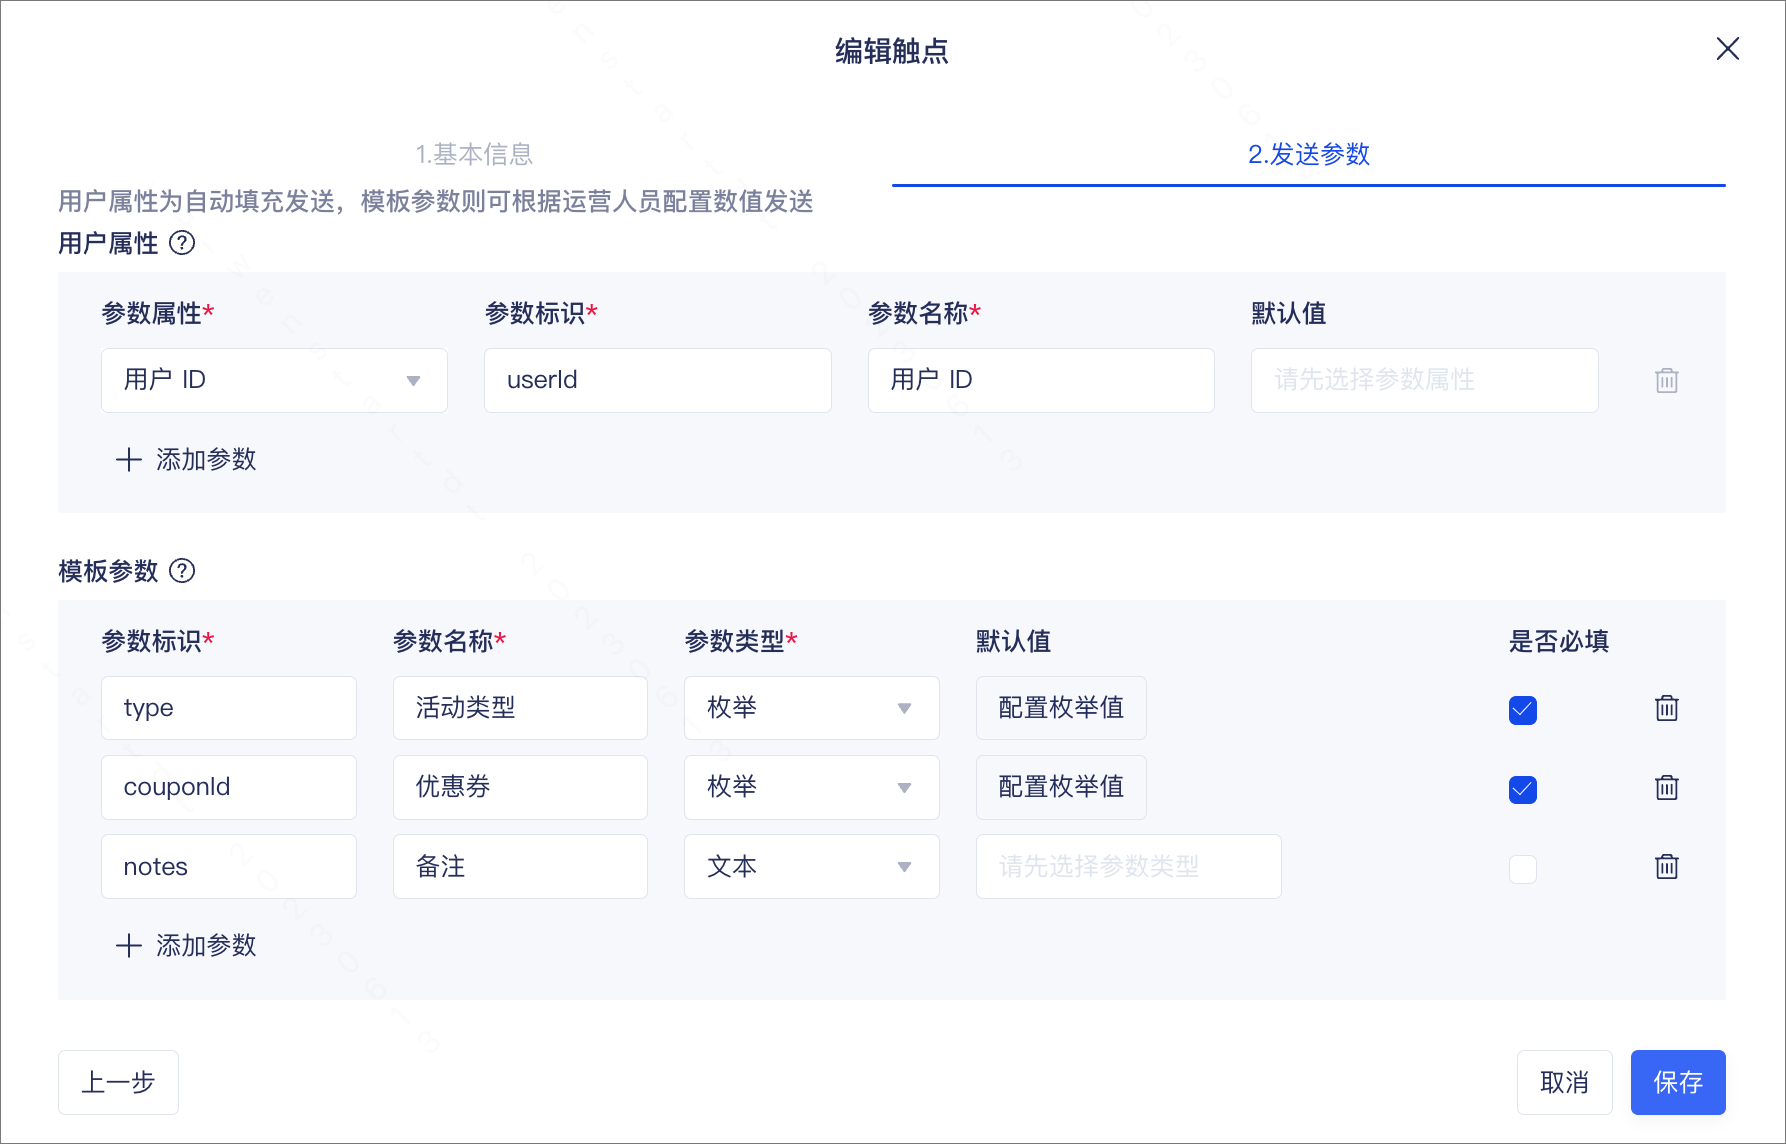 编辑触点
1.基本信息
2.发送参数
用户属性为自动填充发送，模板参数则可根据运营人员配置数值发送
用户属性 ?
参数属性* 参数标识* 参数名称* 默认值
用户 ID userId 用户 ID 请先选择参数属性
添加参数
模板参数 ?
参数标识* 参数名称* 参数类型* 默认值 是否必填
type 活动类型 枚举 配置枚举值
couponId 优惠券 枚举 配置枚举值
notes 备注 文本 请先选择参数类型
添加参数
上一步 取消 保存